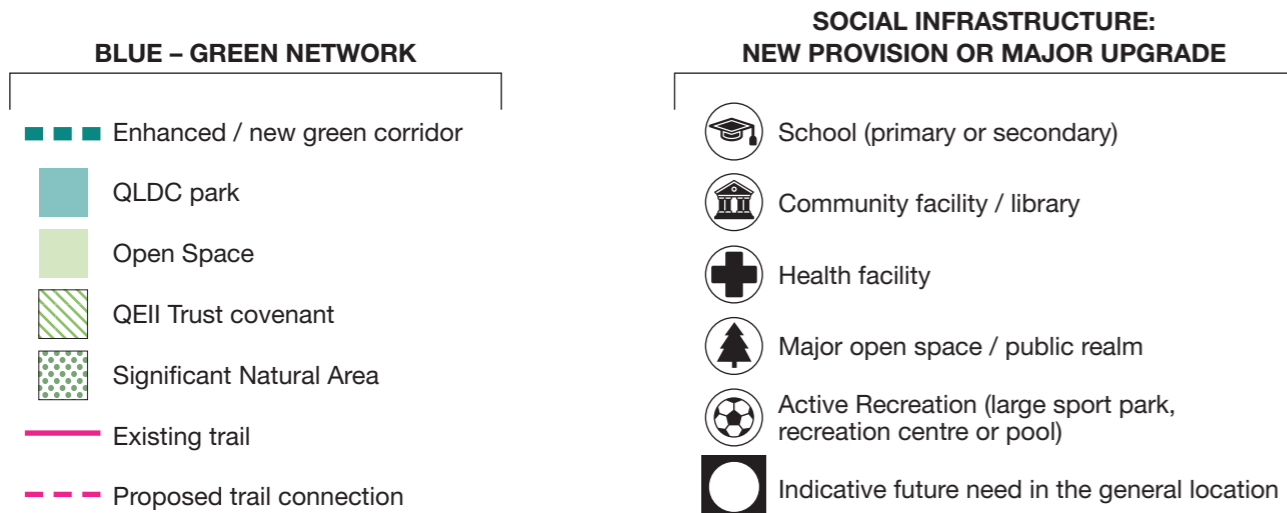 BLUE – GREEN NETWORK
Enhanced / new green corridor
QLDC park
Open Space
QEII Trust covenant
Significant Natural Area
Existing trail
Proposed trail connection
SOCIAL INFRASTRUCTURE:
NEW PROVISION OR MAJOR UPGRADE
School (primary or secondary)
Community facility / library
Health facility
Major open space / public realm
Active Recreation (large sport park,
recreation centre or pool)
Indicative future need in the general location